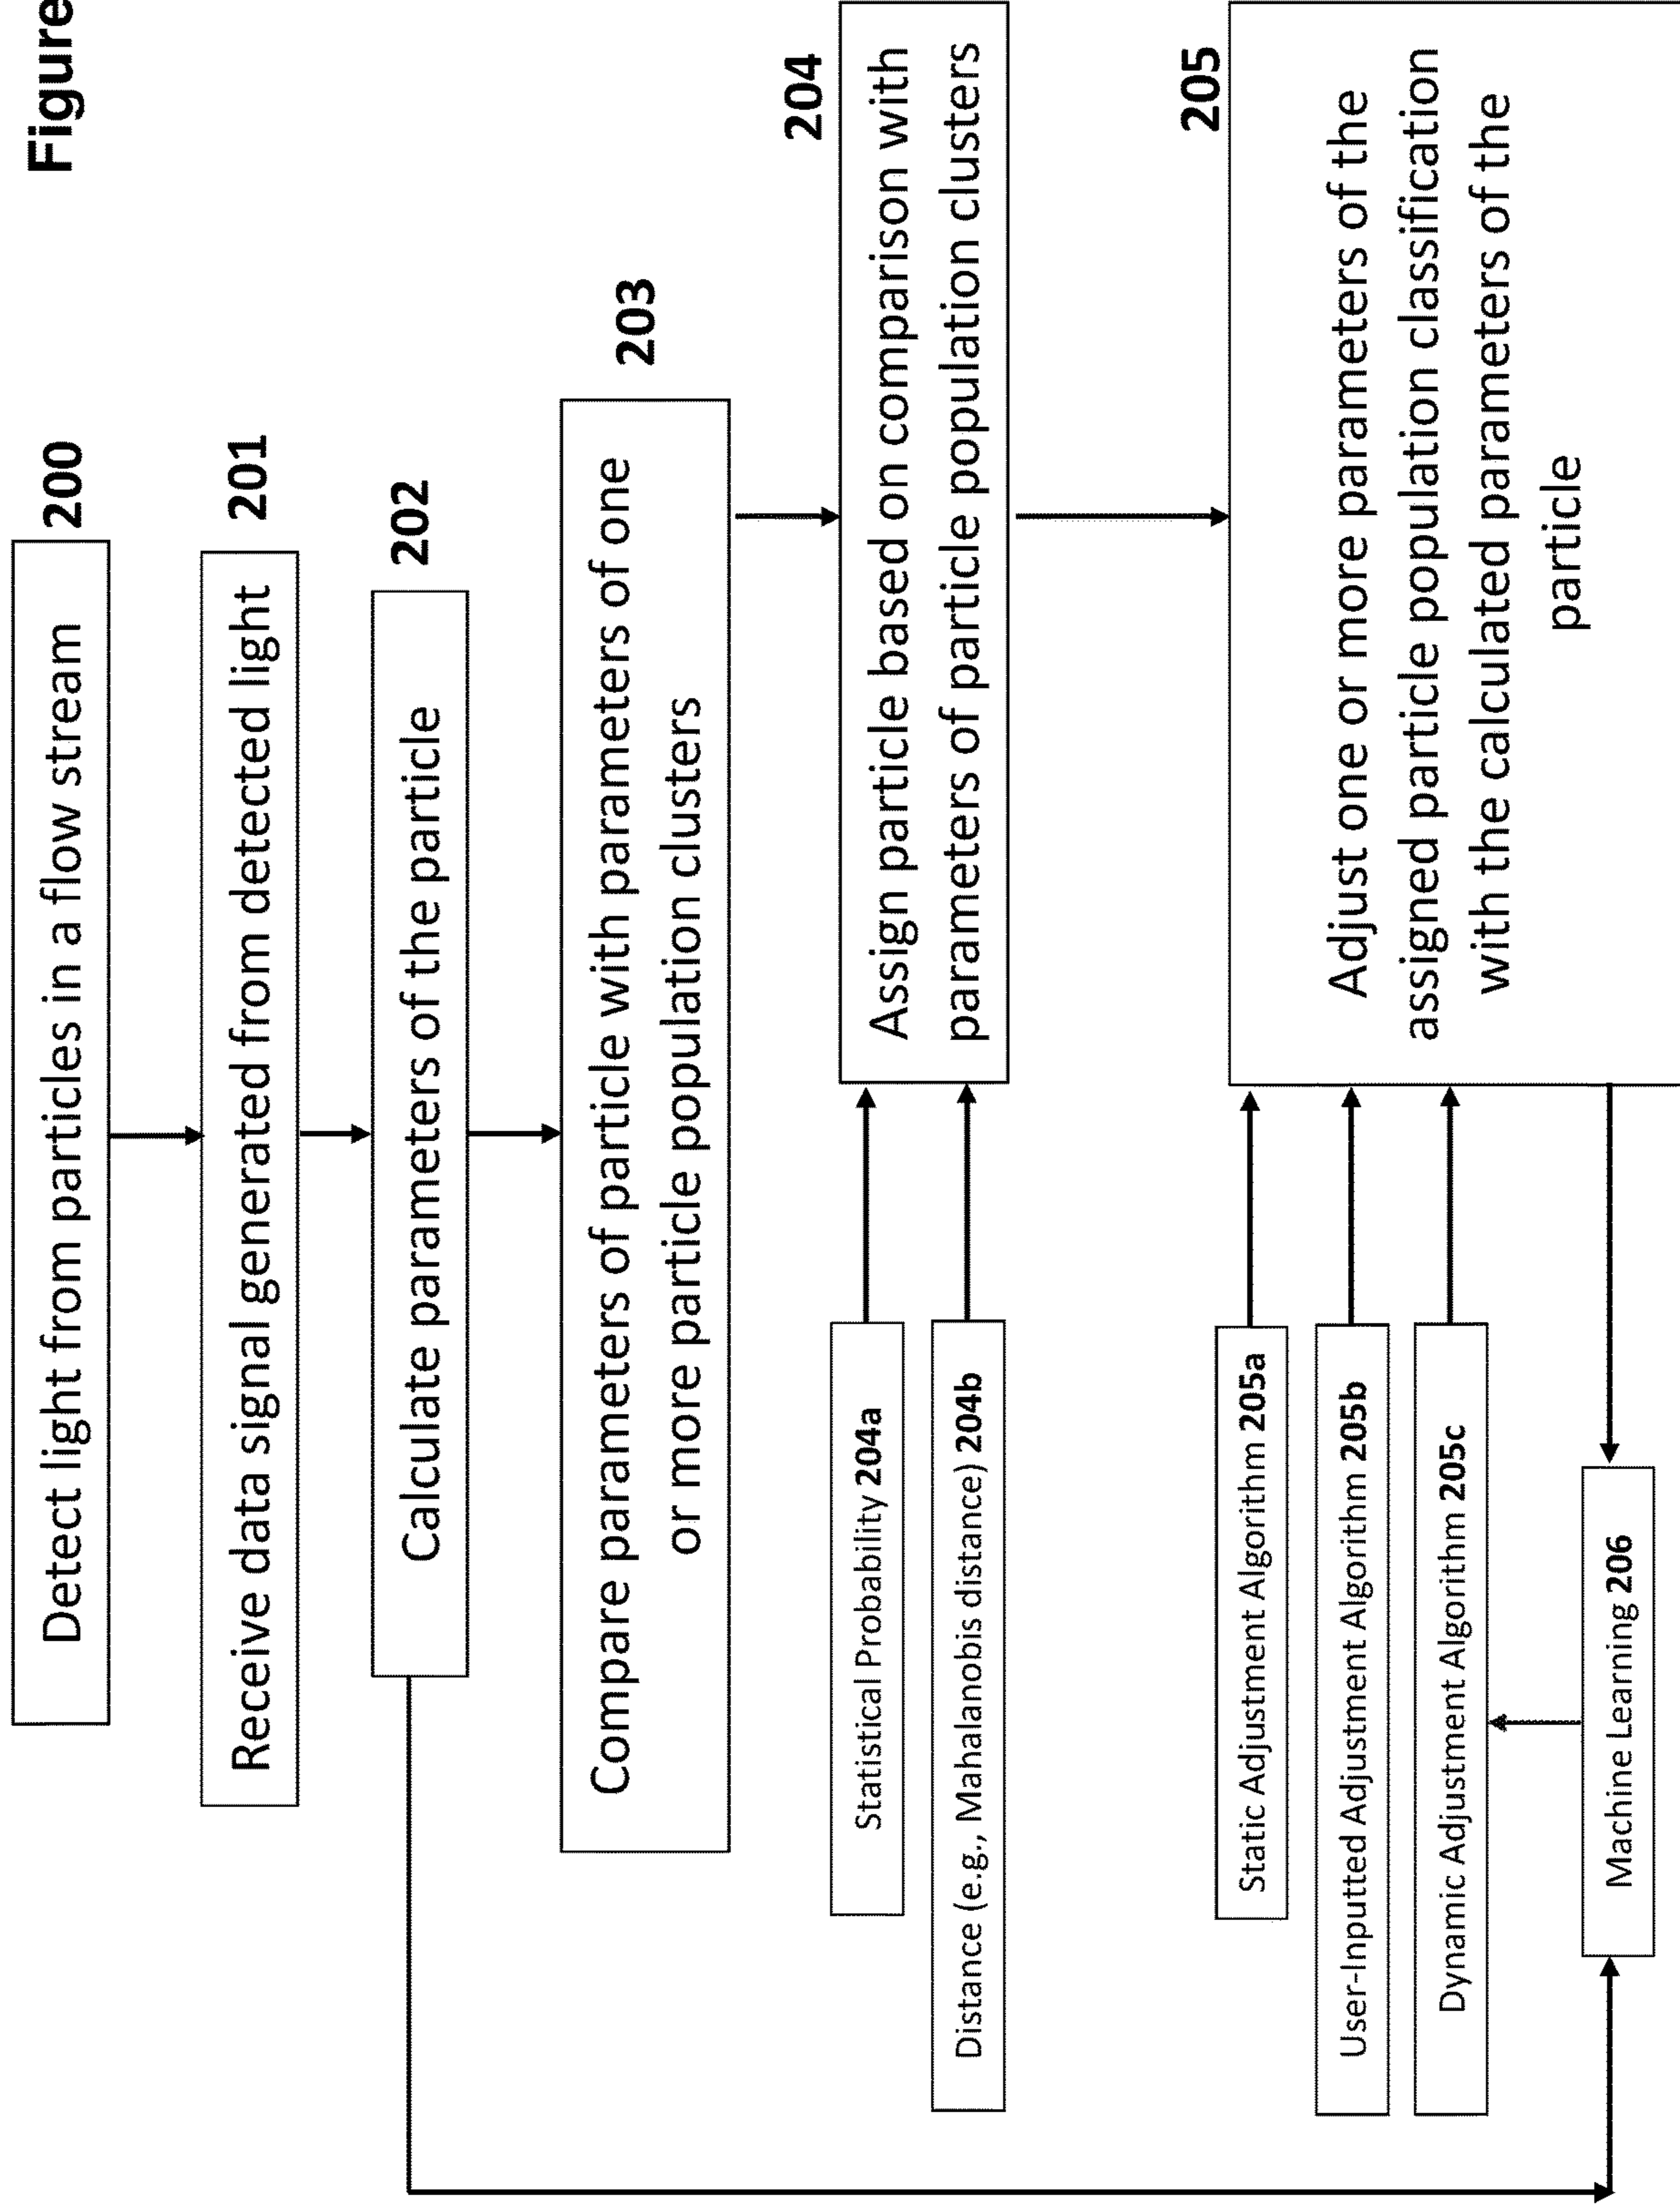 Figure
Detect light from particles in a flow stream
200
Receive data signal generated from detected light
201
Calculate parameters of the particle
202
Compare parameters of particle with parameters of one
or more particle population clusters
203
Statistical Probability 204a
Distance (e.g., Mahalanobis distance) 204b
Assign particle based on comparison with
parameters of particle population clusters
204
Static Adjustment Algorithm 205a
User-Inputted Adjustment Algorithm 205b
Dynamic Adjustment Algorithm 205c
Adjust one or more parameters of the
assigned particle population classification
with the calculated parameters of the
particle
205
Machine Learning 206